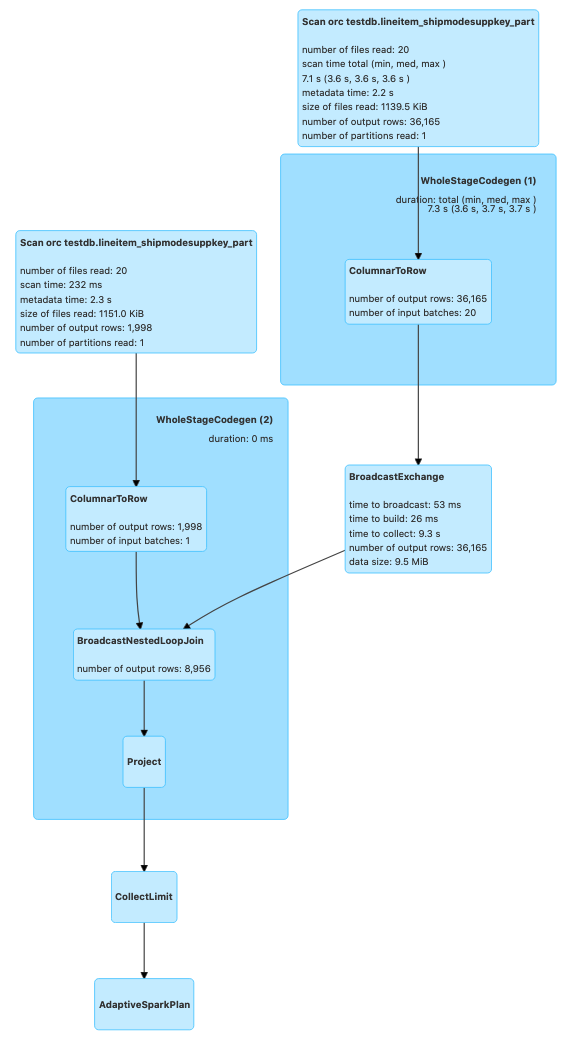 Scan orc testdb.lineitem_shipmodesuppkey_part
number of files read: 20
scan time total (min, med, max )
7.1 s (3.6 s, 3.6 s, 3.6 s )
metadata time: 2.2 s
size of files read: 1139.5 KiB
number of output rows: 36,165
number of partitions read: 1
WholeStageCodegen (1)
duration: total (min, med, max )
7.3 s (3.6 s, 3.7 s, 3.7 s )
ColumnarToRow
number of output rows: 36,165
number of input batches: 20
Scan orc testdb.lineitem_shipmodesuppkey_part
number of files read: 20
scan time: 232 ms
metadata time: 2.3 s
size of files read: 1151.0 KiB
number of output rows: 1,998
number of partitions read: 1
WholeStageCodegen (2)
duration: 0 ms
ColumnarToRow
number of output rows: 1,998
number of input batches: 1
BroadcastExchange
time to broadcast: 53 ms
time to build: 26 ms
time to collect: 9.3 s
number of output rows: 36,165
data size: 9.5 MiB
BroadcastNestedLoopJoin
number of output rows: 8,956
Project
CollectLimit
AdaptiveSparkPlan